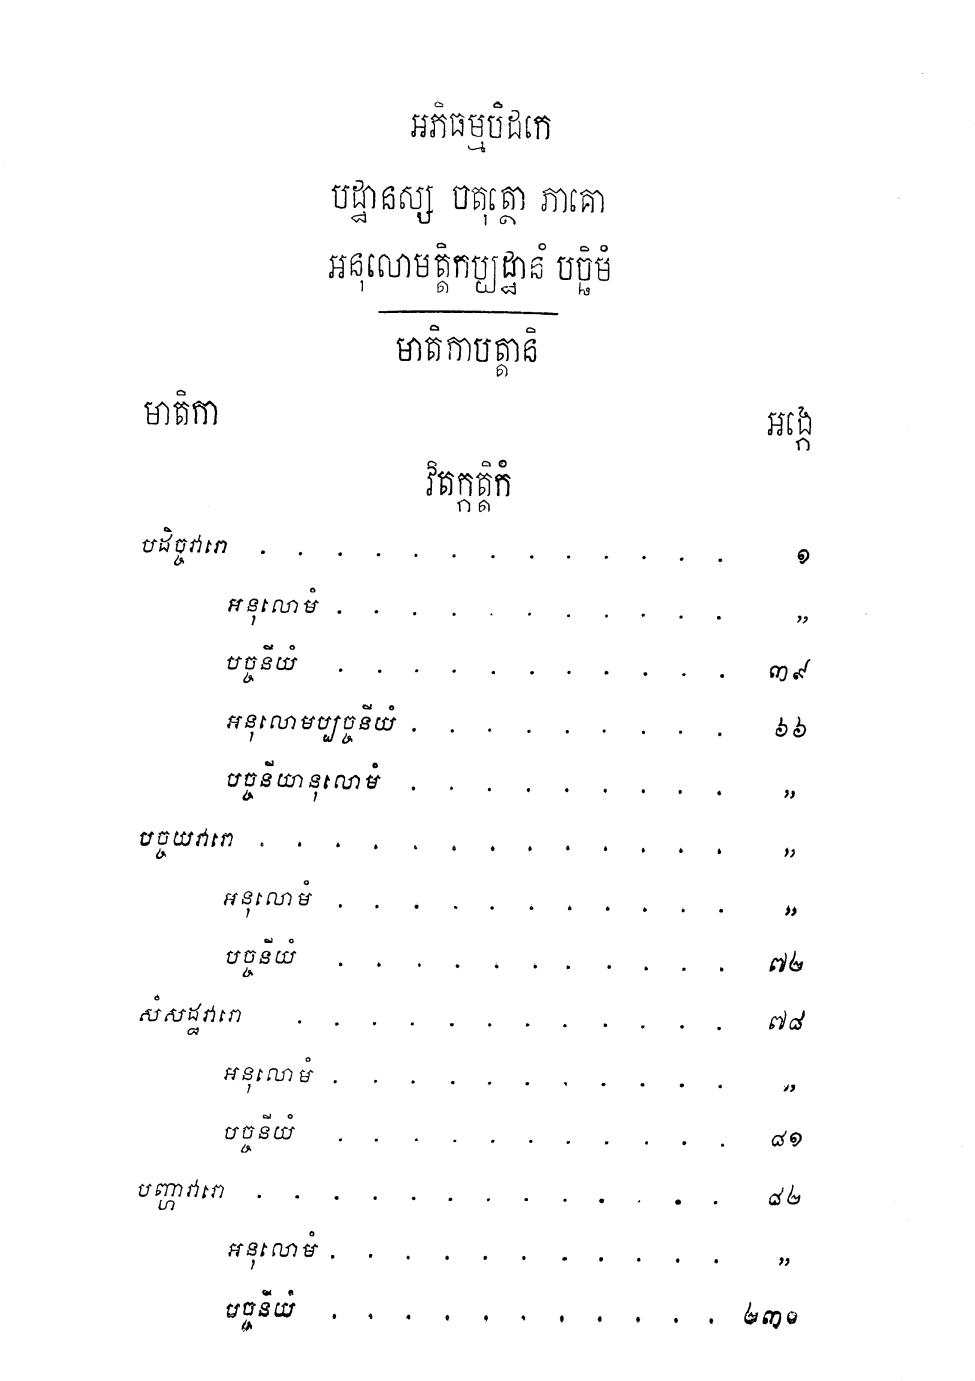 អភិធម្មបិដកេ
បដ្ឋានស្ស ចតុត្ថោ ភាគោ
អនុលោមត្តិកប្បដ្ឋានំ បច្ឆិមំ
មាតិកាបត្តានិ
មាតិកា អង្កេ
វិតក្កត្តិកំ
បដិច្ចវារោ . . . . . . . . . . . . . ១
អនុលោមំ . . . . . . . . . . . ,,
បច្ចនីយំ . . . . . . . . . . . ៣៩
អនុលោមប្បច្ចនីយំ . . . . . . . . . ៦៦
បច្ចនីយានុលោមំ . . . . . . . . . ,,
បច្ចយវារោ . . . . . . . . . . . . . ,,
អនុលោមំ . . . . . . . . . . . ,,
បច្ចនីយំ . . . . . . . . . . . ៧២
សំសដ្ឋវារោ . . . . . . . . . . . . ៧៨
អនុលោមំ . . . . . . . . . . . ,,
បច្ចនីយំ . . . . . . . . . . . ៨១
បញ្ហាវារោ . . . . . . . . . . . . . ៨២
អនុលោមំ . . . . . . . . . . . ,,
បច្ចនីយំ . . . . . . . . . . . ២៣០